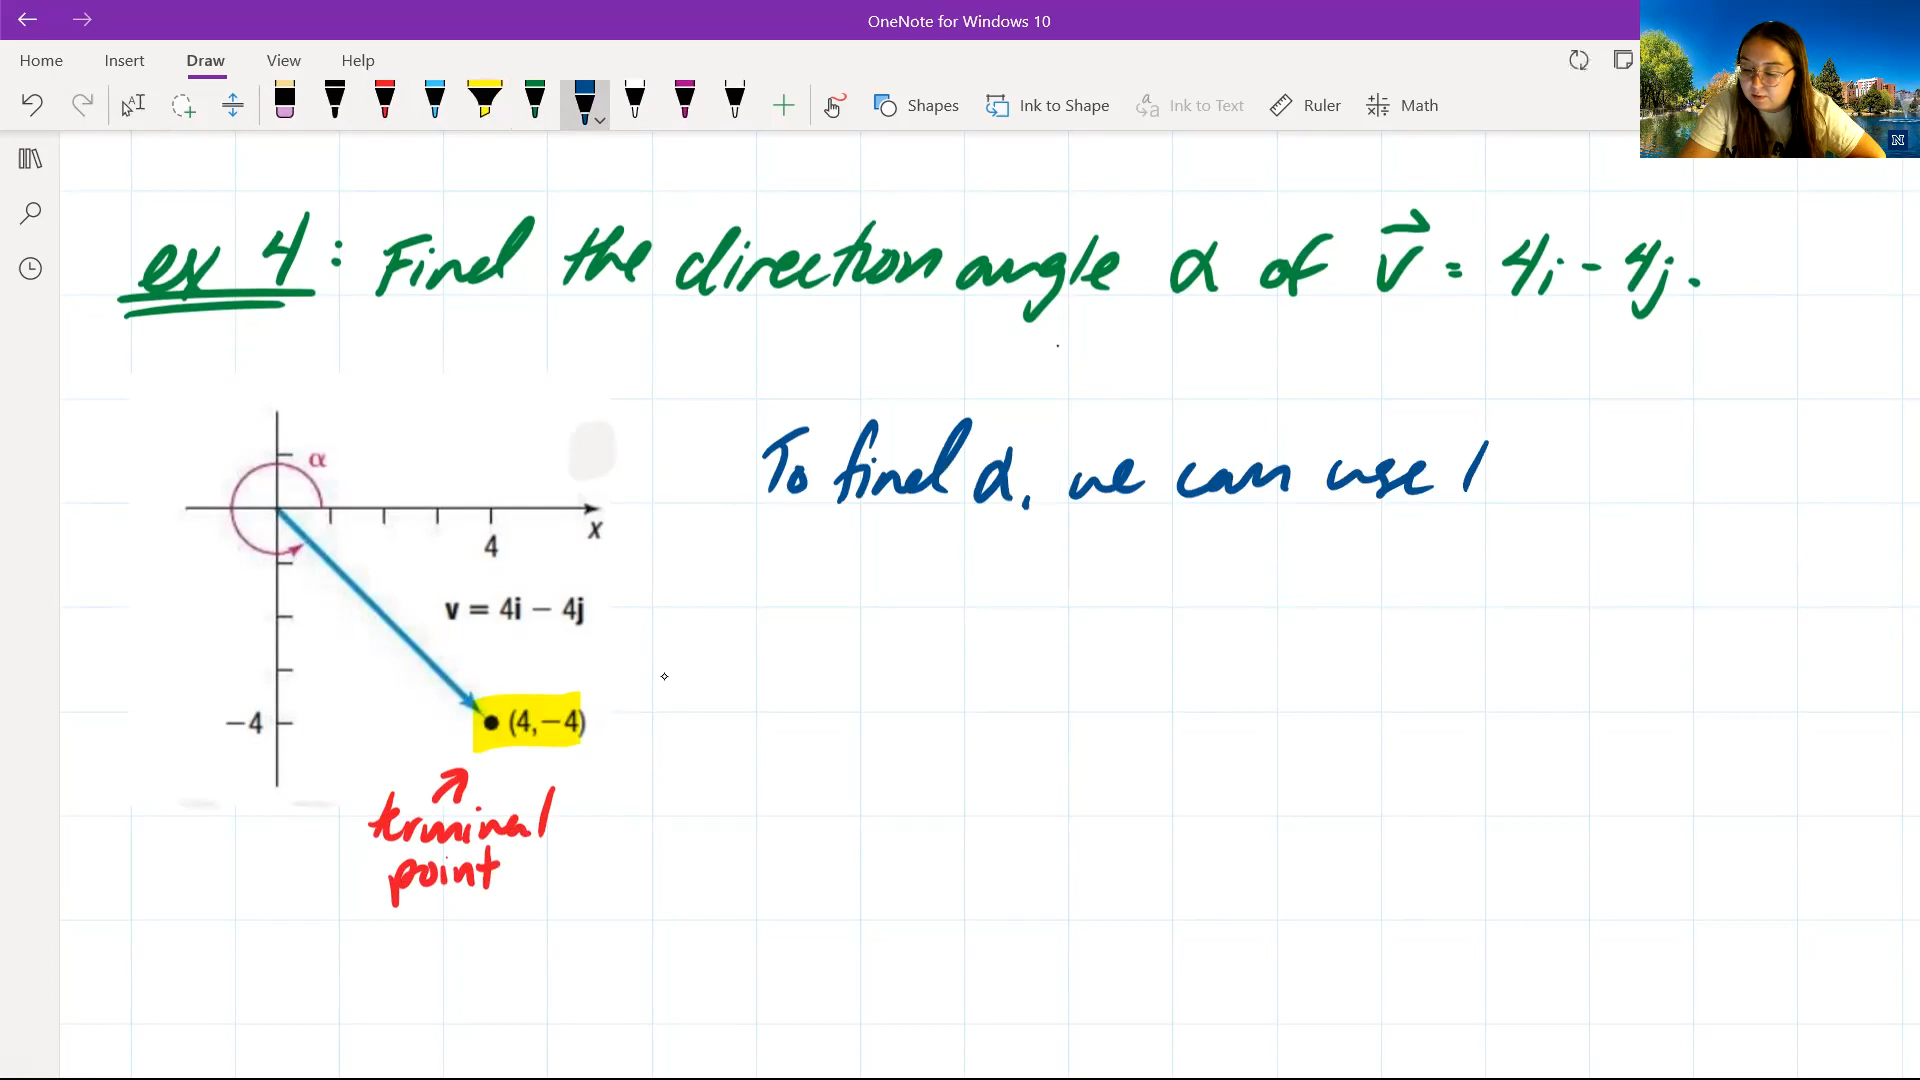 OneNote for Windows 10
Home Insert Draw View Help
Shapes Ink to Shape Ink to Text Ruler Math
N
ex 4: Find the direction angle α of v⃗ = 4i - 4j.
α
To find α, we can use
4
x
v = 4i − 4j
−4
(4,−4)
terminal
point